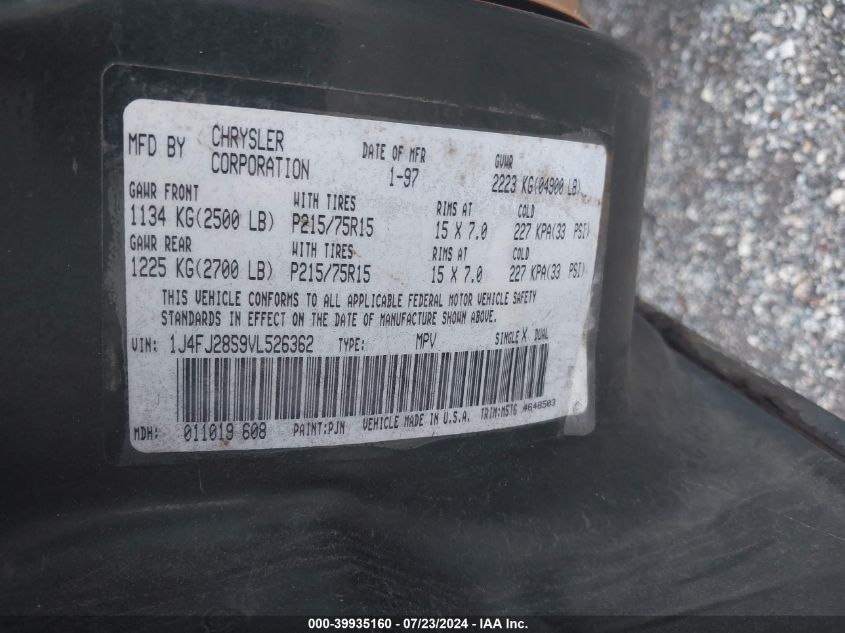 MFD BY CHRYSLER CORPORATION DATE OF MFR 1-97 GVWR 2223 KG(04900 LB)
GAWR FRONT WITH TIRES RIMS AT COLD
1134 KG(2500 LB) P215/75R15 15 X 7.0 227 KPA(33 PSI)
GAWR REAR WITH TIRES RIMS AT COLD
1225 KG(2700 LB) P215/75R15 15 X 7.0 227 KPA(33 PSI)
THIS VEHICLE CONFORMS TO ALL APPLICABLE FEDERAL MOTOR VEHICLE SAFETY
STANDARDS IN EFFECT ON THE DATE OF MANUFACTURE SHOWN ABOVE.
VIN: 1J4FJ28S9VL526362 TYPE: MPV SINGLE X DUAL
MDH: 011019 608 PAINT:PJN VEHICLE MADE IN U.S.A. TRIM:MSTG 4648503
000-39935160 - 07/23/2024 - IAA Inc.